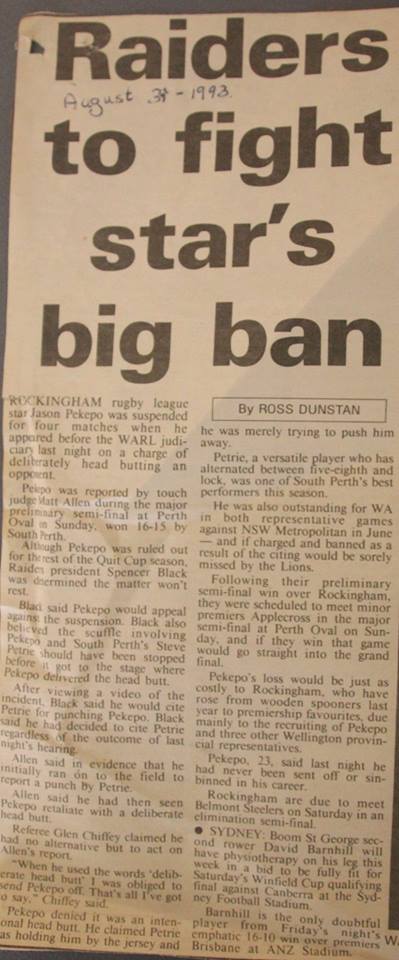 Raiders
August 31 - 1993.
to fight
star's
big ban
ROCKINGHAM rugby league
star Jason Pekepo was suspended
for four matches when he
appared before the WARL judi-
ciary last night on a charge of
deliberately head butting an
opponent.
Pekepo was reported by touch
judge Matt Allen during the major
preliminary semi-final at Perth
Oval on Sunday, won 16-15 by
South Perth.
Although Pekepo was ruled out
for the rest of the Quit Cup season,
Raiders president Spencer Black
was determined the matter won't
rest.
Black said Pekepo would appeal
against the suspension. Black also
believed the scuffle involving
Pekepo and South Perth's Steve
Petrie should have been stopped
before it got to the stage where
Pekepo delivered the head butt.
After viewing a video of the
incident, Black said he would cite
Petrie for punching Pekepo. Black
said he had decided to cite Petrie
regardless of the outcome of last
night's hearing.
Allen said in evidence that he
initially ran on to the field to
report a punch by Petrie.
Allen said he had then seen
Pekepo retaliate with a deliberate
head butt.
Referee Glen Chiffey claimed he
had no alternative but to act on
Allen's report.
"When he used the words 'delib-
erate head butt' I was obliged to
send Pekepo off. That's all I've got
to say," Chiffey said.
Pekepo denied it was an inten-
onal head butt. He claimed Petrie
as holding him by the jersey and
By ROSS DUNSTAN
he was merely trying to push him
away.
Petrie, a versatile player who has
alternated between five-eighth and
lock, was one of South Perth's best
performers this season.
He was also outstanding for WA
in both representative games
against NSW Metropolitan in June
— and if charged and banned as a
result of the citing would be sorely
missed by the Lions.
Following their preliminary
semi-final win over Rockingham,
they were scheduled to meet minor
premiers Applecross in the major
semi-final at Perth Oval on Sun-
day, and if they win that game
would go straight into the grand
final.
Pekepo's loss would be just as
costly to Rockingham, who have
rose from wooden spooners last
year to premiership favourites, due
mainly to the recruiting of Pekepo
and three other Wellington provin-
cial representatives.
Pekepo, 23, said last night he
had never been sent off or sin-
binned in his career.
Rockingham are due to meet
Belmont Steelers on Saturday in an
elimination semi-final.
● SYDNEY: Boom St George sec-
ond rower David Barnhill will
have physiotherapy on his leg this
week in a bid to be fully fit for
Saturday's Winfield Cup qualifying
final against Canberra at the Syd-
ney Football Stadium.
Barnhill is the only doubtful
player from Friday's night's
emphatic 16-10 win over premiers
Brisbane at ANZ Stadium.